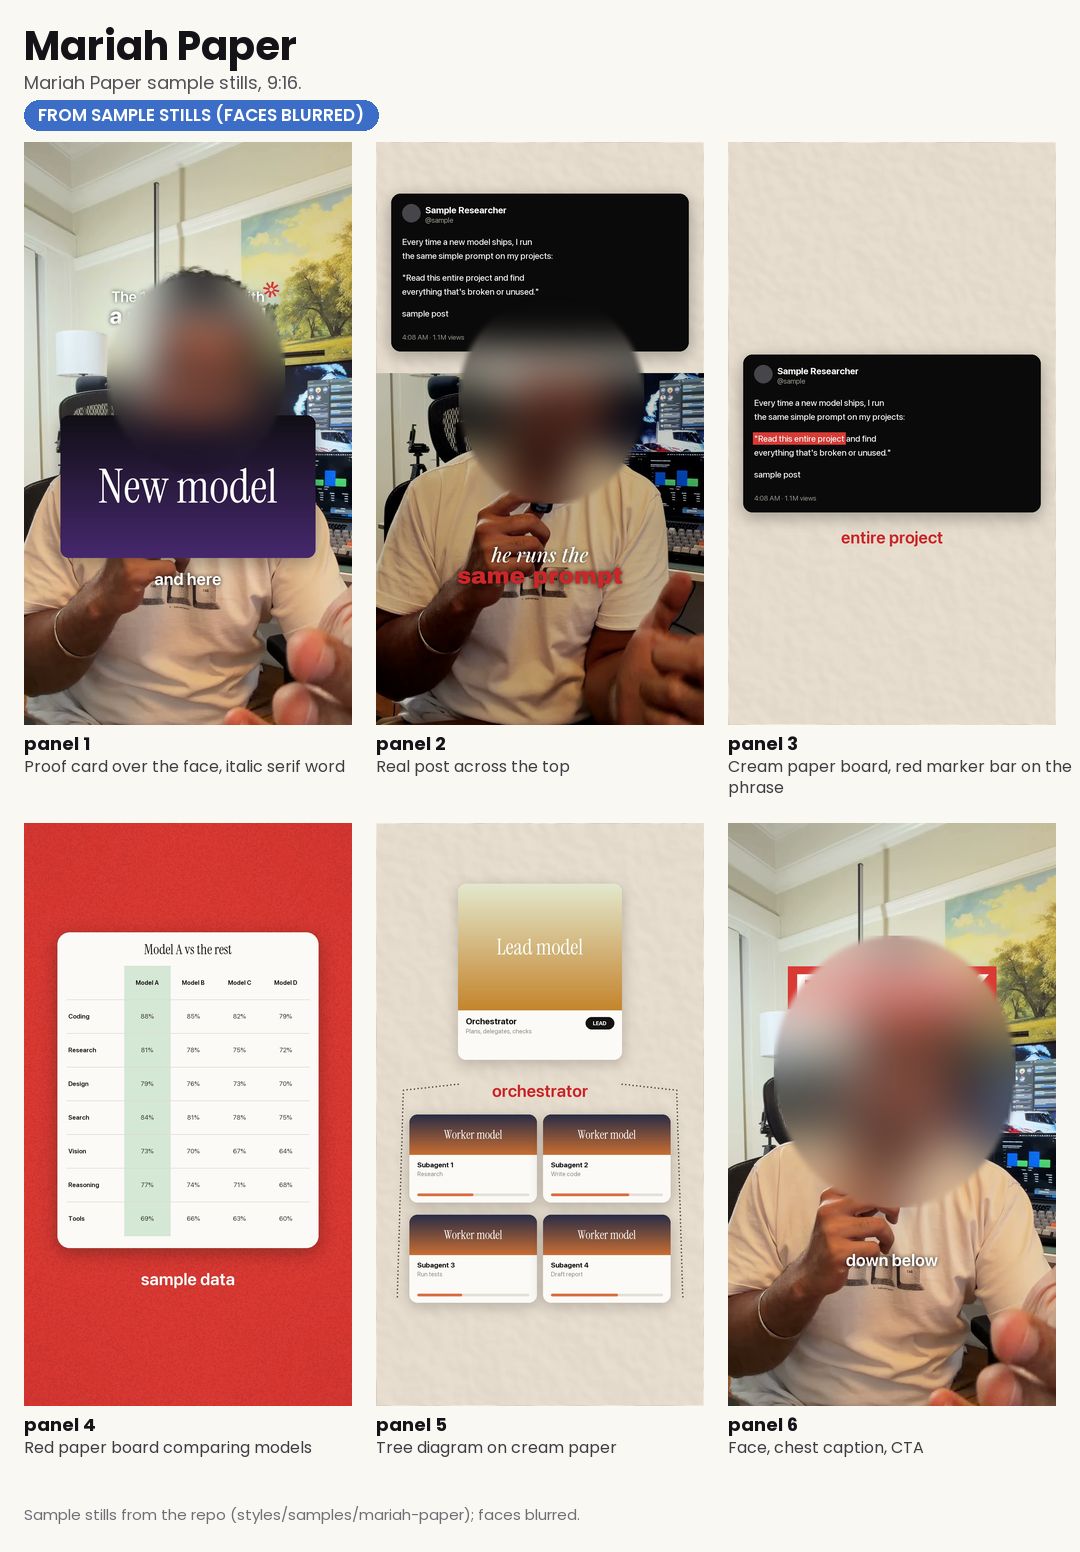 Mariah Paper
Mariah Paper sample stills, 9:16.
FROM SAMPLE STILLS (FACES BLURRED)
The
a
New model
and here
panel 1
Proof card over the face, italic serif word
Sample Researcher
@sample
Every time a new model ships, I run
the same simple prompt on my projects:
"Read this entire project and find
everything that's broken or unused."
sample post
4:08 AM · 1.1M views
he runs the
same prompt
panel 2
Real post across the top
Sample Researcher
@sample
Every time a new model ships, I run
the same simple prompt on my projects:
"Read this entire project and find
everything that's broken or unused."
sample post
4:08 AM · 1.1M views
entire project
panel 3
Cream paper board, red marker bar on the
phrase
Model A vs the rest
Model A Model B Model C Model D
Coding 88% 85% 82% 79%
Research 81% 78% 75% 72%
Design 79% 76% 73% 70%
Search 84% 81% 78% 75%
Vision 73% 70% 67% 64%
Reasoning 77% 74% 71% 68%
Tools 69% 66% 63% 60%
sample data
panel 4
Red paper board comparing models
Lead model
Orchestrator LEAD
Plans, delegates, checks
orchestrator
Worker model Worker model
Subagent 1 Subagent 2
Research Write code
Worker model Worker model
Subagent 3 Subagent 4
Run tests Draft report
panel 5
Tree diagram on cream paper
down below
panel 6
Face, chest caption, CTA
Sample stills from the repo (styles/samples/mariah-paper); faces blurred.